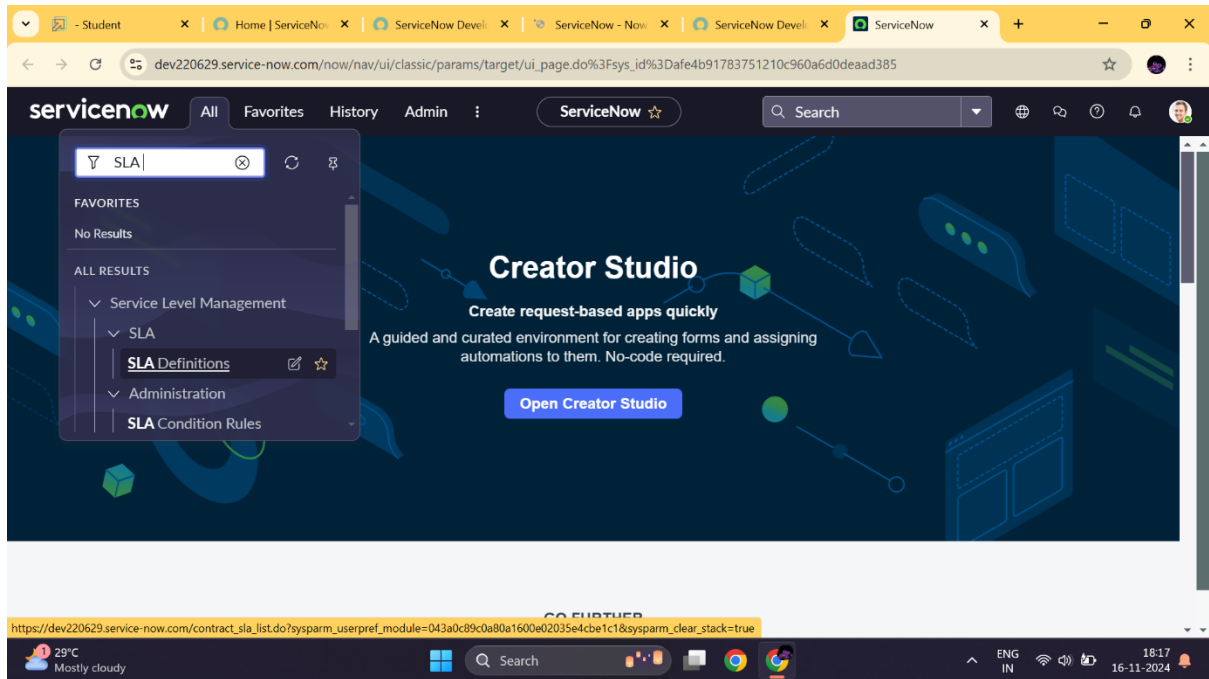 - Student
Home | ServiceNov
ServiceNow Devel
ServiceNow - Now
ServiceNow Devel
ServiceNow
dev220629.service-now.com/now/nav/ui/classic/params/target/ui_page.do%3Fsys_id%3Dafe4b91783751210c960a6d0deaad385
servicenow All Favorites History Admin ServiceNow Search
SLA
FAVORITES
No Results
ALL RESULTS
Service Level Management
SLA
SLA Definitions
Administration
SLA Condition Rules
Creator Studio
Create request-based apps quickly
A guided and curated environment for creating forms and assigning
automations to them. No-code required.
Open Creator Studio
GO FURTHER
https://dev220629.service-now.com/contract_sla_list.do?sysparm_userpref_module=043a0c89c0a80a1600e02035e4cbe1c1&sysparm_clear_stack=true
1
29°C
Mostly cloudy
Search
ENG
IN
18:17
16-11-2024